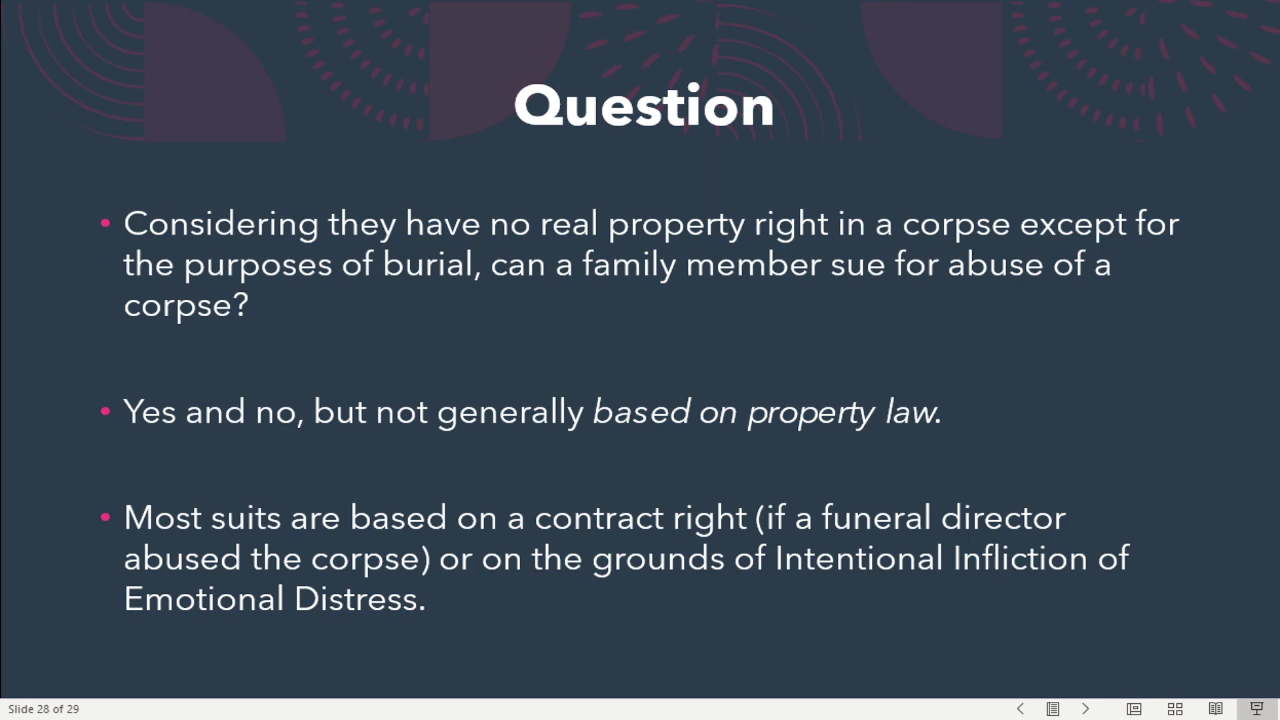 Question
• Considering they have no real property right in a corpse except for
the purposes of burial, can a family member sue for abuse of a
corpse?
• Yes and no, but not generally based on property law.
• Most suits are based on a contract right (if a funeral director
abused the corpse) or on the grounds of Intentional Infliction of
Emotional Distress.
Slide 28 of 29